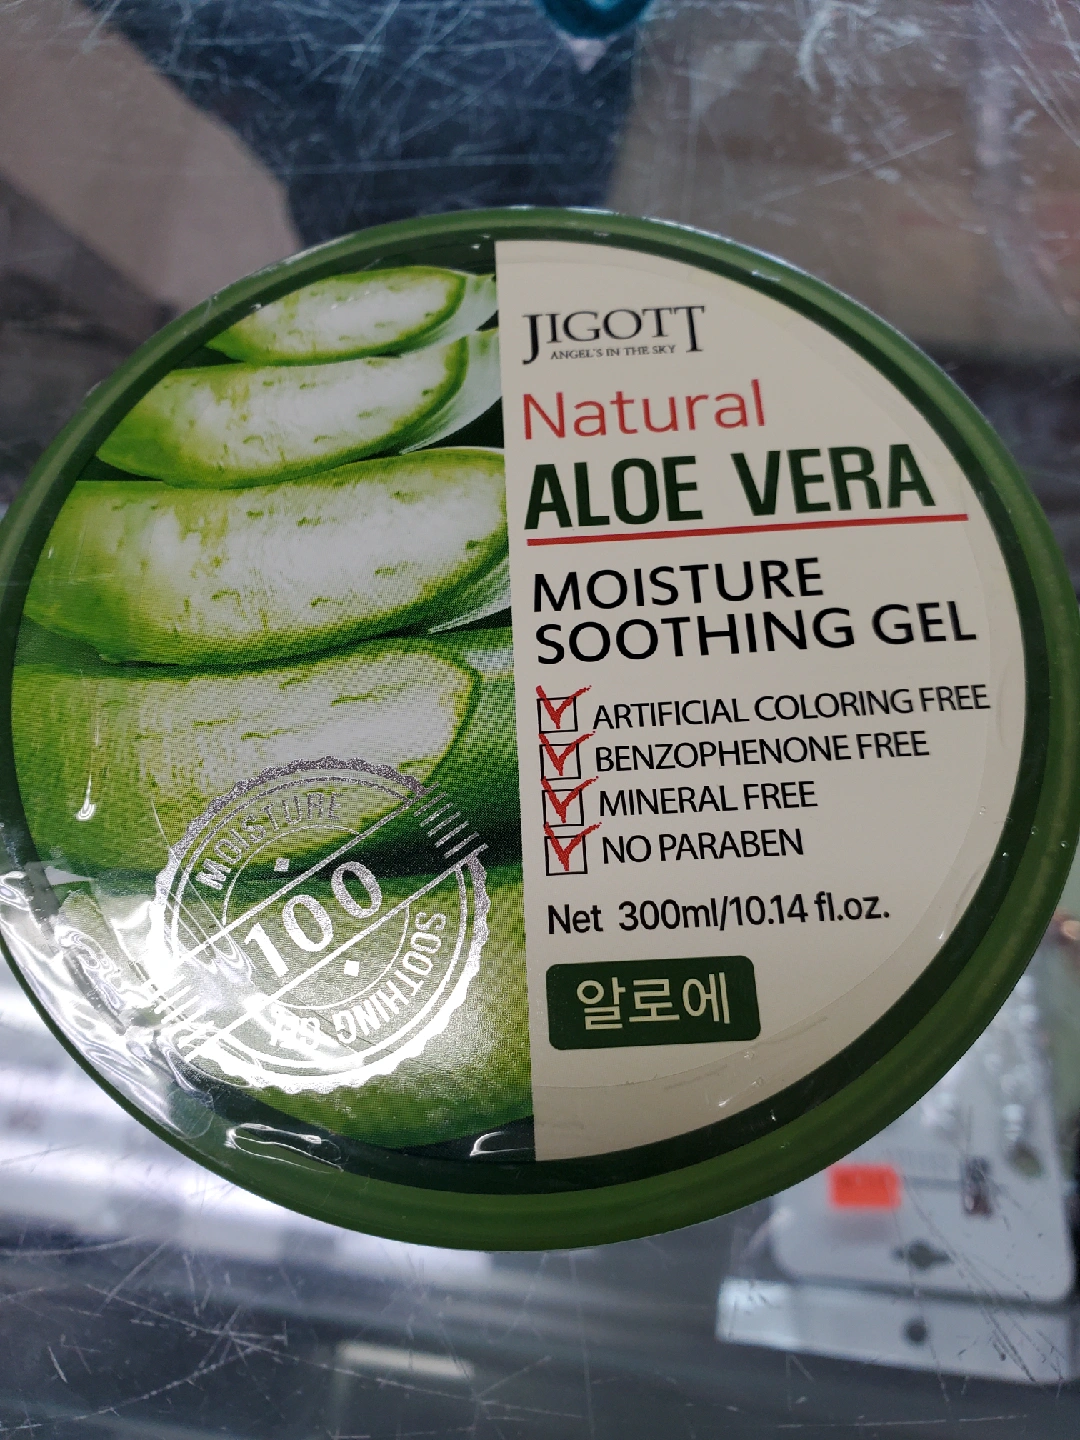 JIGOTT
ANGEL'S IN THE SKY
Natural
ALOE VERA
MOISTURE
SOOTHING GEL
ARTIFICIAL COLORING FREE
BENZOPHENONE FREE
MINERAL FREE
NO PARABEN
Net 300ml/10.14 fl.oz.
알로에
MOISTURE
100
SOOTHING